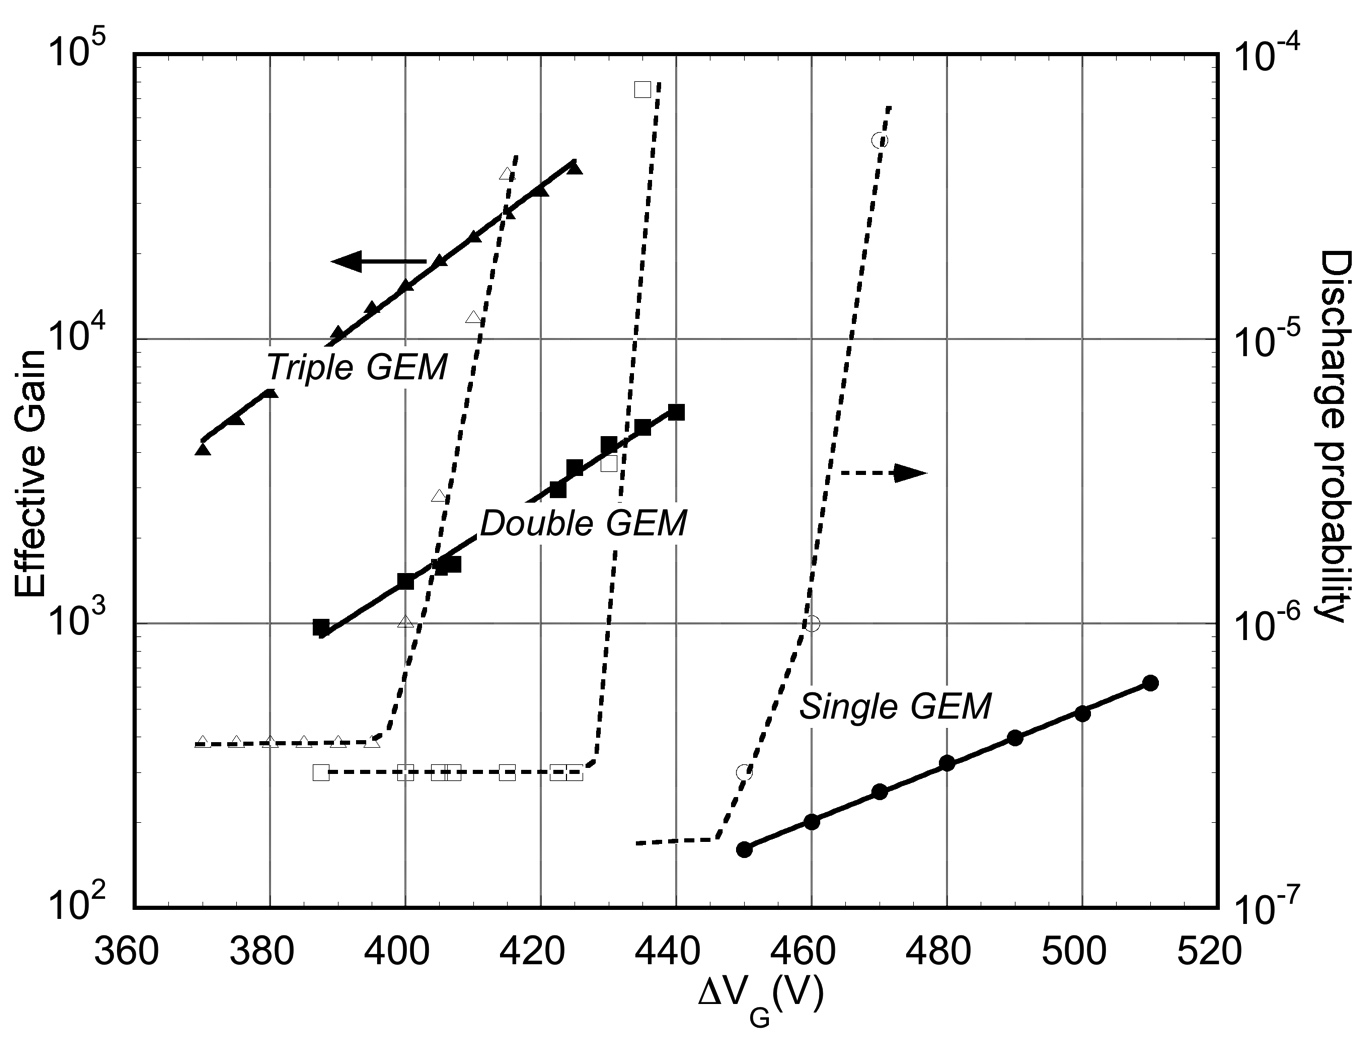 10^5
10^4
10^3
10^2
Effective Gain
10^-4
10^-5
10^-6
10^-7
Discharge probability
Triple GEM
Double GEM
Single GEM
360 380 400 420 440 460 480 500 520
ΔV_G(V)